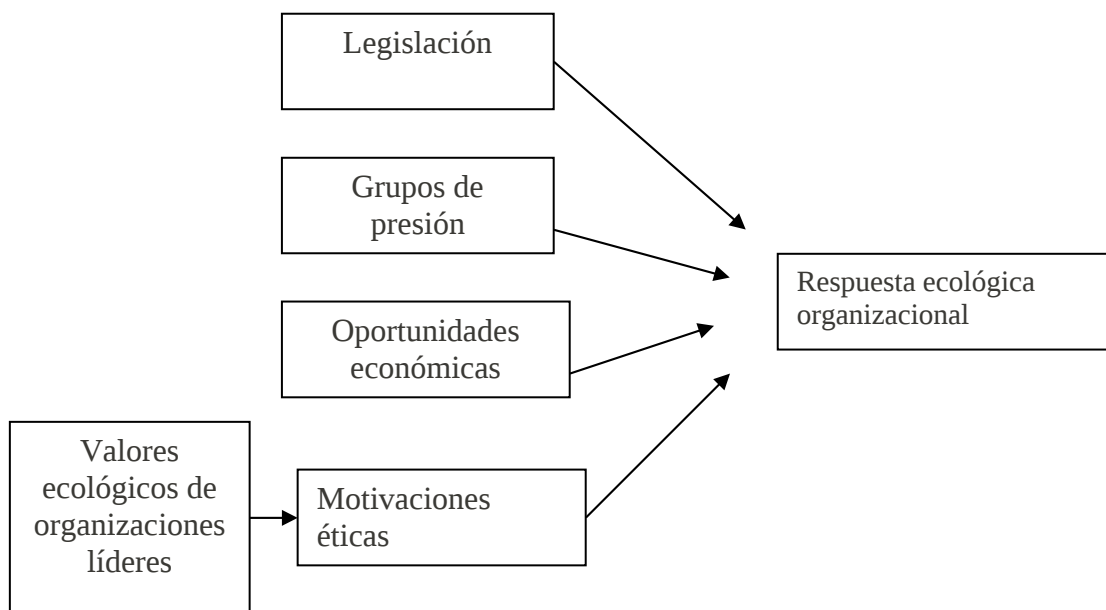 Legislación
Grupos de
presión
Oportunidades
económicas
Respuesta ecológica
organizacional
Valores
ecológicos de
organizaciones
líderes
Motivaciones
éticas